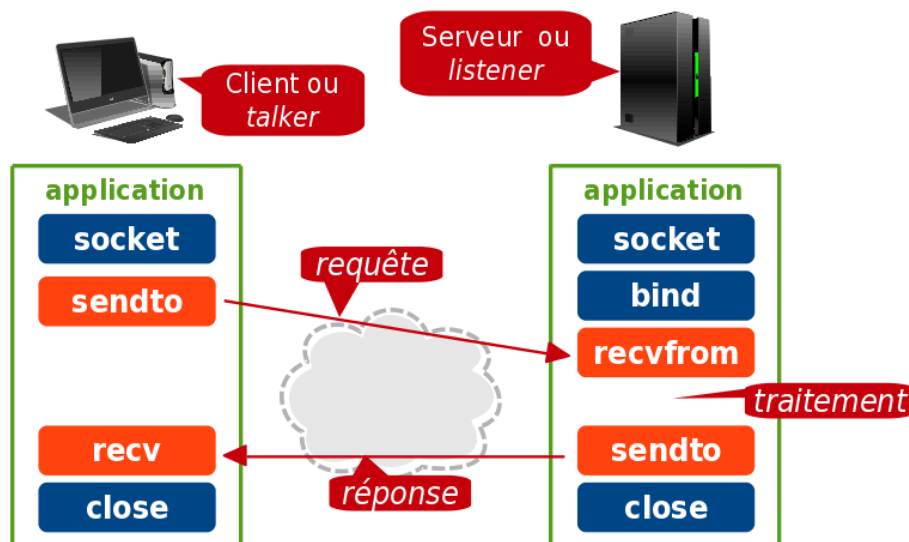 Client ou
talker
Serveur ou
listener
application
socket
sendto
recv
close
requête
réponse
application
socket
bind
recvfrom
traitement
sendto
close